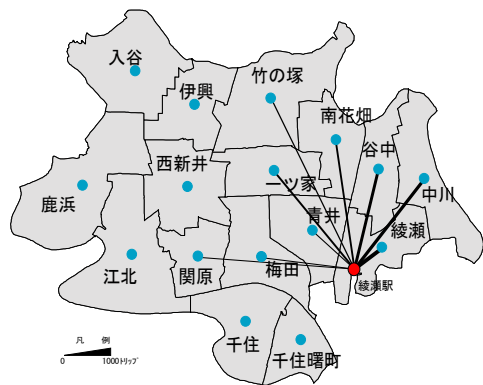 入谷
竹の塚
伊興
南花畑
谷中
西新井
一ツ家
中川
鹿浜
青井
綾瀬
江北
関原
梅田
綾瀬駅
千住
千住曙町
凡 例
0 1000トリップ